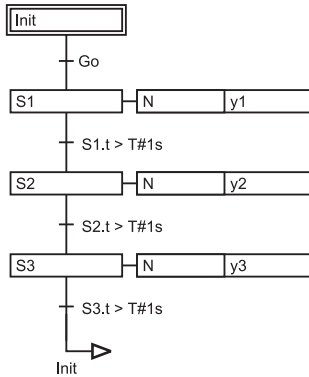 Init
Go
S1 N y1
S1.t > T#1s
S2 N y2
S2.t > T#1s
S3 N y3
S3.t > T#1s
Init